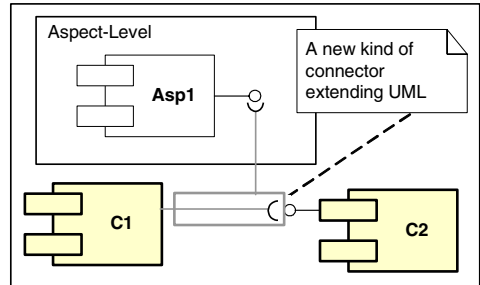 Aspect-Level
A new kind of
connector
extending UML
Asp1
C1
C2